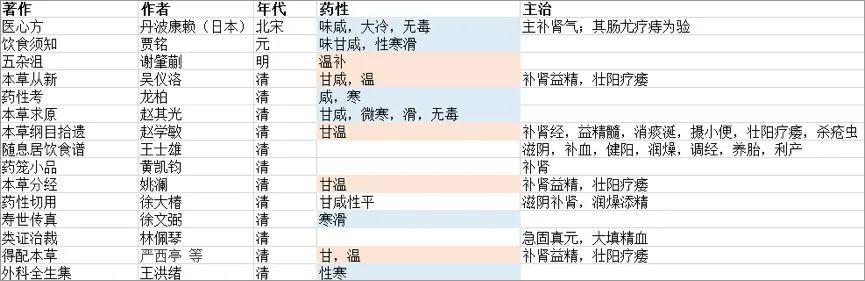 著作 作者 年代 药性 主治
医心方 丹波康赖（日本） 北宋 味咸，大冷，无毒 主补肾气；其肠尤疗痔为验
饮食须知 贾铭 元 味甘咸，性寒滑
五杂俎 谢肇蒯 明 温补
本草从新 吴仪洛 清 甘咸，温 补肾益精，壮阳疗痿
药性考 龙柏 清 咸，寒
本草求原 赵其光 清 甘咸，微寒，滑，无毒
本草纲目拾遗 赵学敏 清 甘温 补肾经，益精髓，消痰涎，摄小便，壮阳疗痿，杀疮虫
随息居饮食谱 王士雄 清 滋阴，补血，健阳，润燥，调经，养胎，利产
药笼小品 黄凯钧 清 补肾
本草分经 姚澜 清 甘温 补肾益精，壮阳疗痿
药性切用 徐大椿 清 甘咸性平 滋阴补肾，润燥添精
寿世传真 徐文弼 清 寒滑
类证治裁 林佩琴 清 急固真元，大填精血
得配本草 严西亭 等 清 甘，温 补肾益精，壮阳疗痿
外科全生集 王洪绪 清 性寒